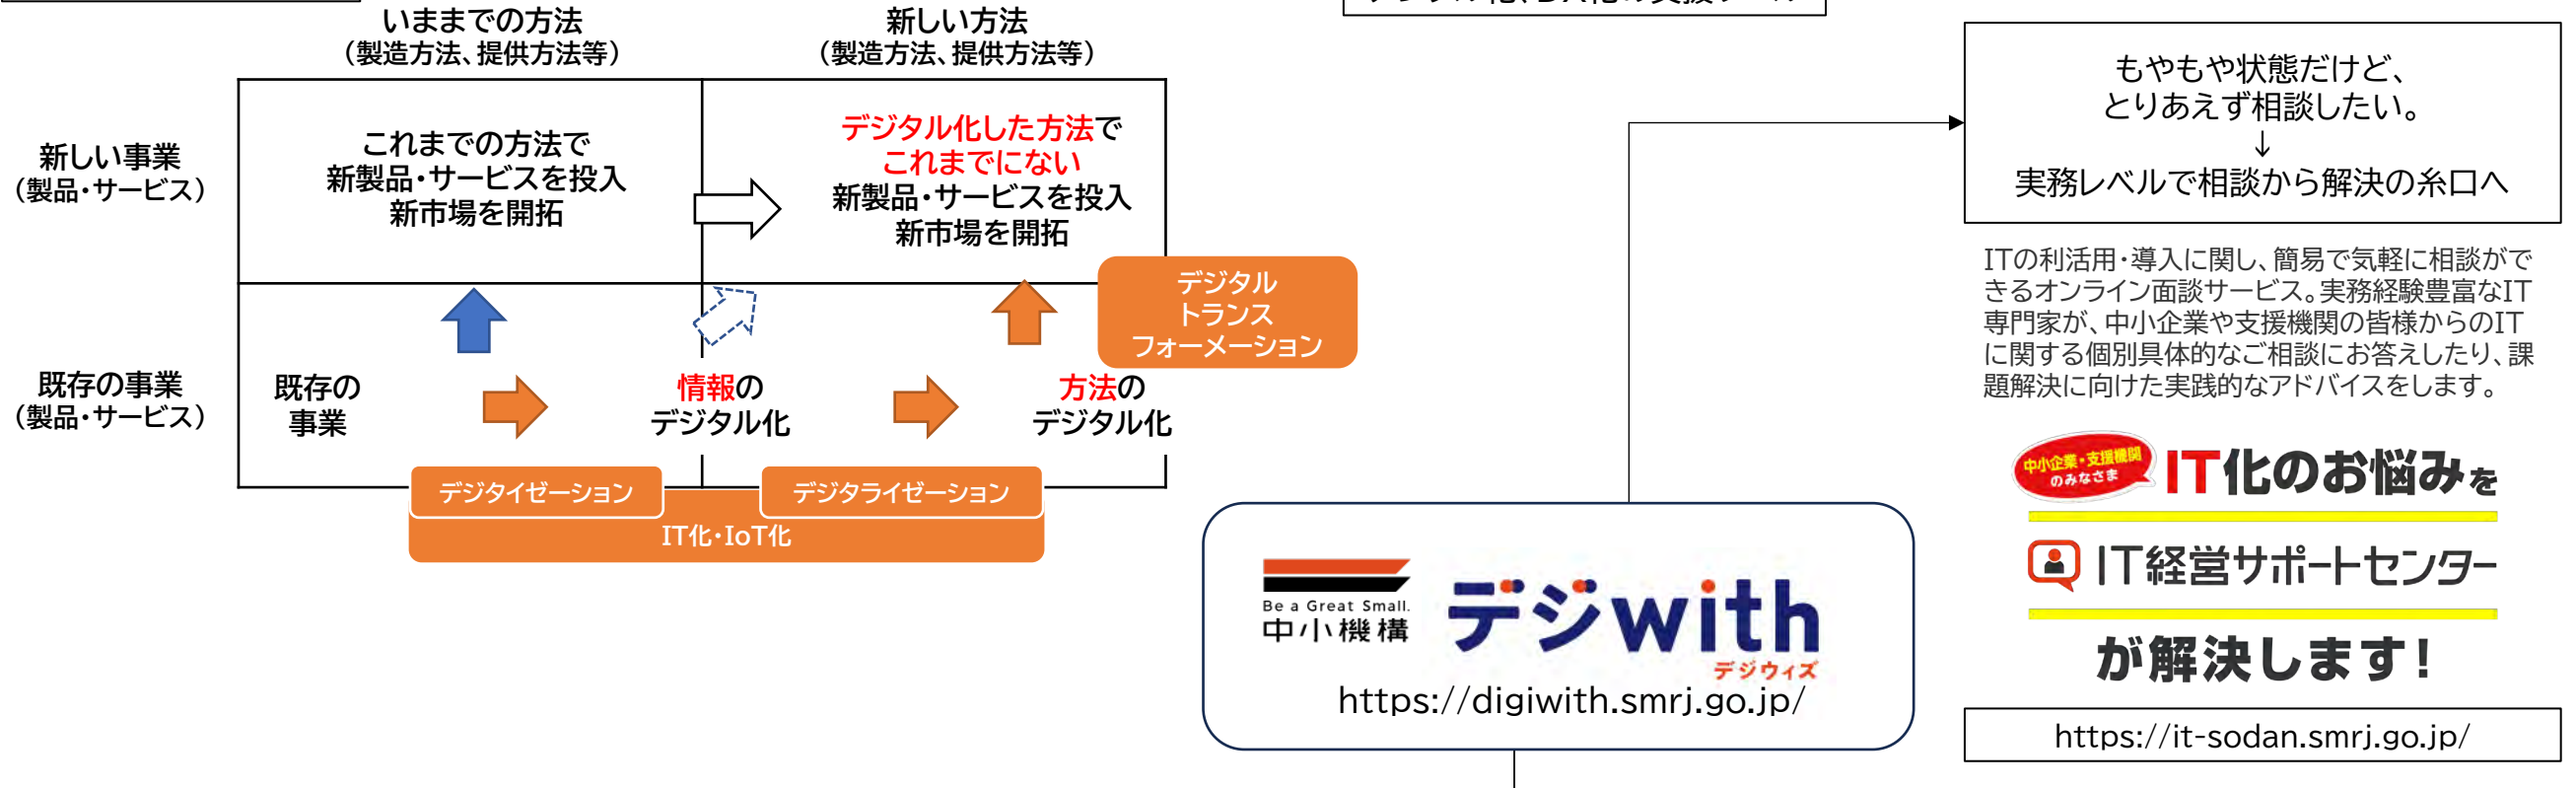 いままでの方法
（製造方法、提供方法等）
新しい方法
（製造方法、提供方法等）
新しい事業
（製品・サービス）
これまでの方法で
新製品・サービスを投入
新市場を開拓
デジタル化した方法で
これまでにない
新製品・サービスを投入
新市場を開拓
デジタル
トランス
フォーメーション
既存の事業
（製品・サービス）
既存の
事業
情報の
デジタル化
方法の
デジタル化
デジタイゼーション
デジタライゼーション
IT化・IoT化
Be a Great Small.
中小機構
デジwith
デジウィズ
https://digiwith.smrj.go.jp/
もやもや状態だけど、
とりあえず相談したい。
↓
実務レベルで相談から解決の糸口へ
ITの利活用・導入に関し、簡易で気軽に相談がで
きるオンライン面談サービス。実務経験豊富なIT
専門家が、中小企業や支援機関の皆様からのIT
に関する個別具体的なご相談にお答えしたり、課
題解決に向けた実践的なアドバイスをします。
中小企業・支援機関
のみなさま
IT化のお悩みを
IT経営サポートセンター
が解決します！
https://it-sodan.smrj.go.jp/